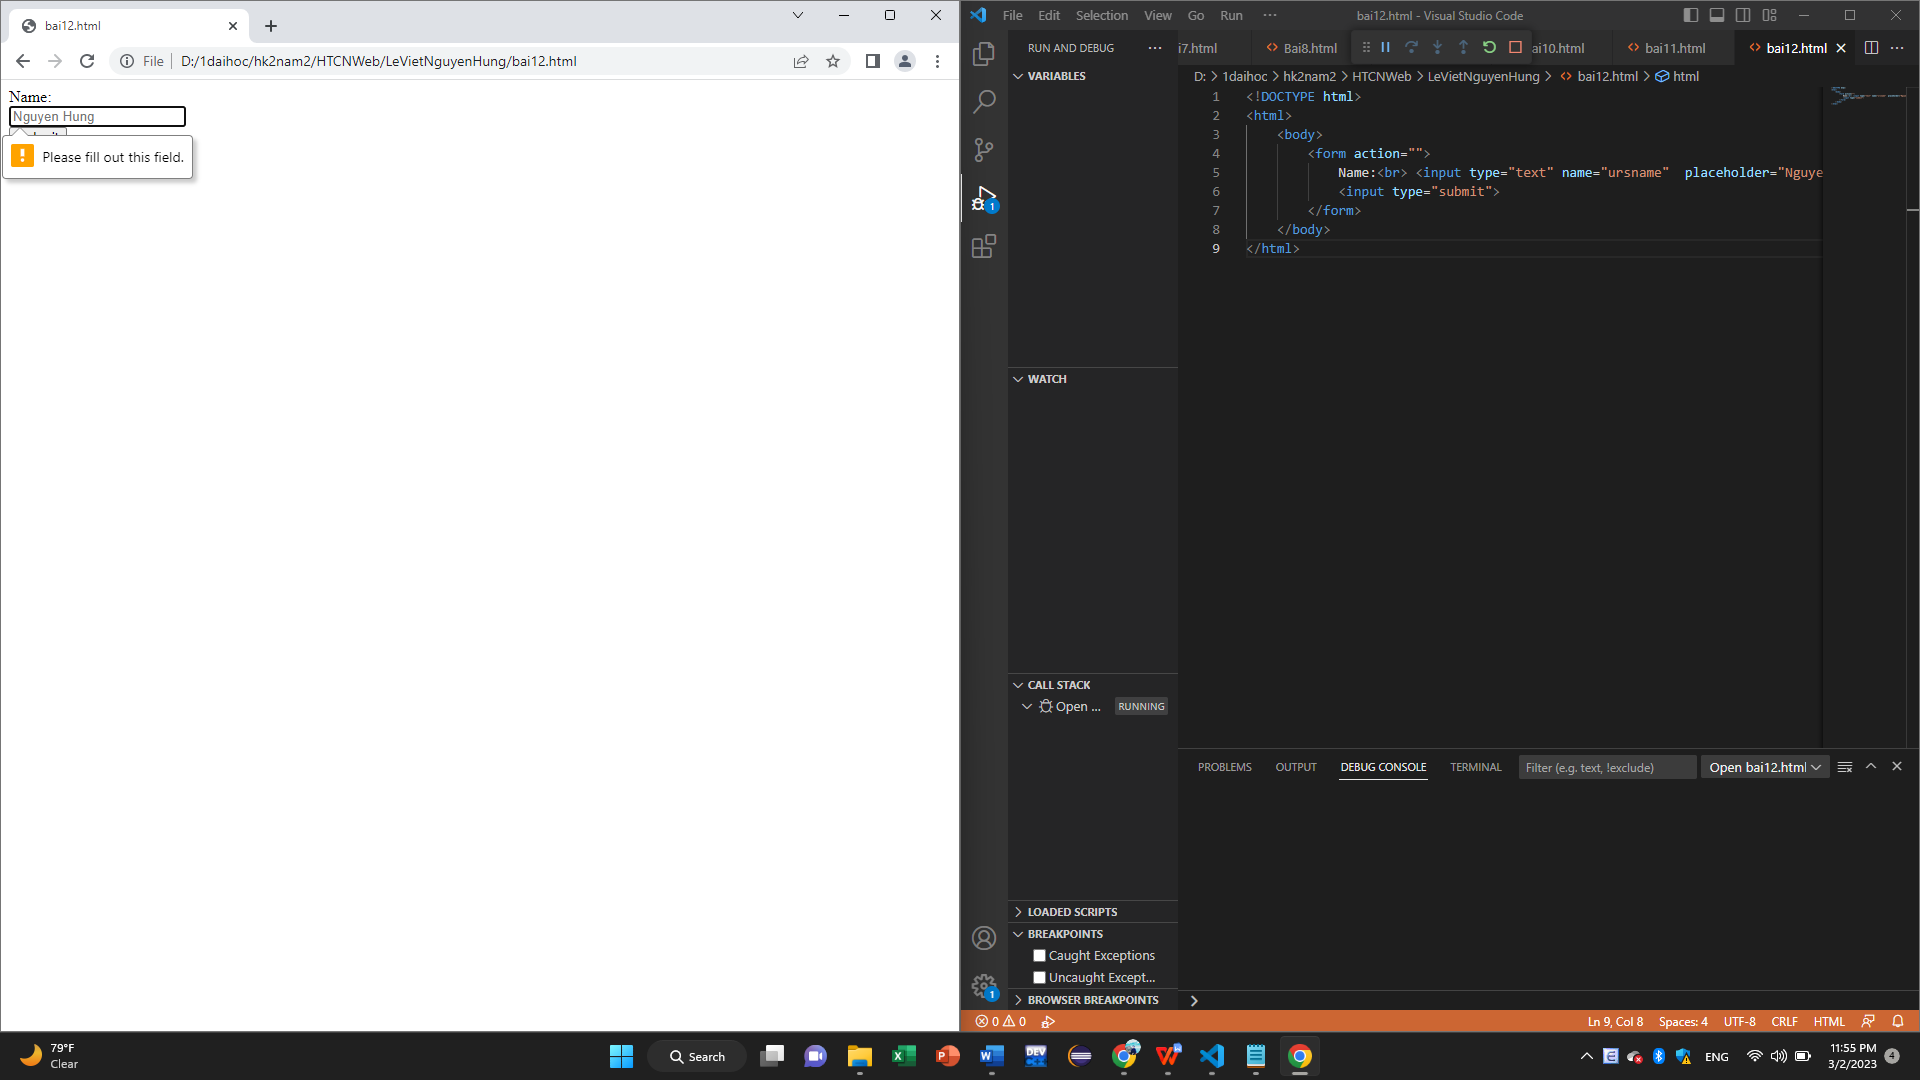 bai12.html
File
D:/1daihoc/hk2nam2/HTCNWeb/LeVietNguyenHung/bai12.html
Name:
Nguyen Hung
Please fill out this field.
File Edit Selection View Go Run ··· bai12.html - Visual Studio Code
RUN AND DEBUG ···
i7.html Bai8.html ai10.html bai11.html bai12.html
VARIABLES
D: > 1daihoc > hk2nam2 > HTCNWeb > LeVietNguyenHung > bai12.html > html
1 <!DOCTYPE html>
2 <html>
3 <body>
4 <form action="">
5 Name:<br> <input type="text" name="ursname"  placeholder="Nguye
6 <input type="submit">
7 </form>
8 </body>
9 </html>
WATCH
CALL STACK
Open ... RUNNING
LOADED SCRIPTS
BREAKPOINTS
Caught Exceptions
Uncaught Except...
BROWSER BREAKPOINTS
PROBLEMS OUTPUT DEBUG CONSOLE TERMINAL Filter (e.g. text, !exclude) Open bai12.html
0 0 Ln 9, Col 8 Spaces: 4 UTF-8 CRLF HTML
79°F
Clear
Search
DEV
ENG
11:55 PM
3/2/2023
4